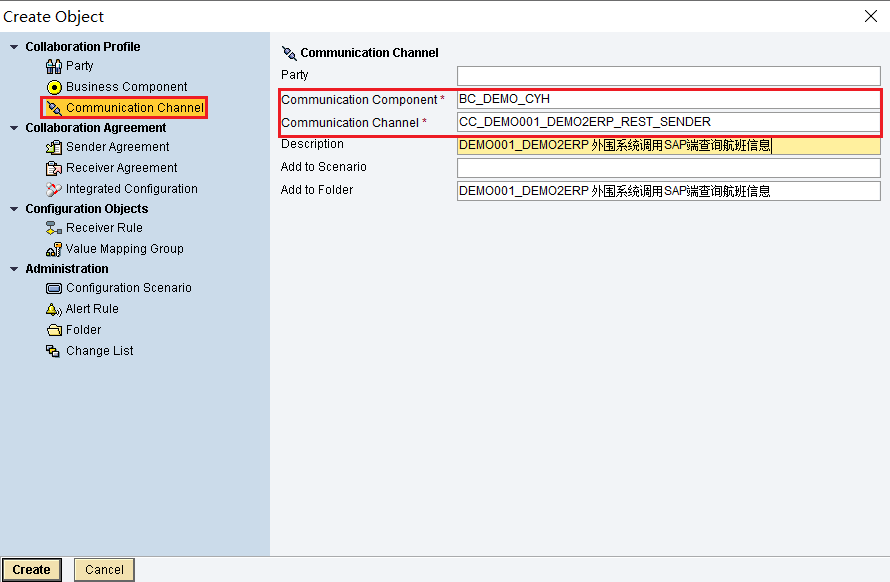 Create Object
Collaboration Profile
Party
Business Component
Communication Channel
Collaboration Agreement
Sender Agreement
Receiver Agreement
Integrated Configuration
Configuration Objects
Receiver Rule
Value Mapping Group
Administration
Configuration Scenario
Alert Rule
Folder
Change List
Communication Channel
Party
Communication Component * BC_DEMO_CYH
Communication Channel * CC_DEMO001_DEMO2ERP_REST_SENDER
Description DEMO001_DEMO2ERP 外围系统调用SAP端查询航班信息
Add to Scenario
Add to Folder DEMO001_DEMO2ERP 外围系统调用SAP端查询航班信息
Create Cancel